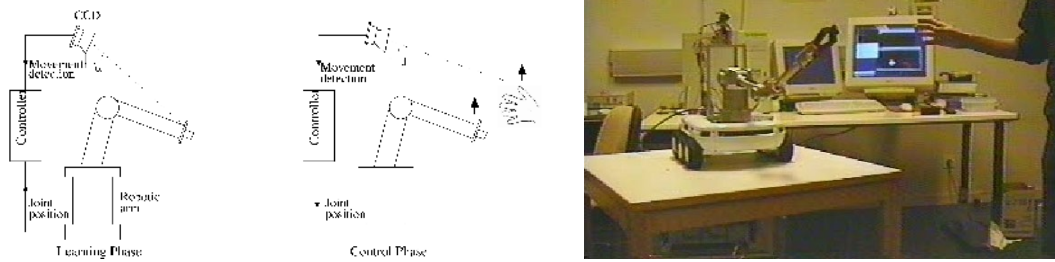 CCD
Movement
detection
Controller
Joint
position
Robotic
arm
Learning Phase
Movement
detection
Controller
Joint
position
Control Phase